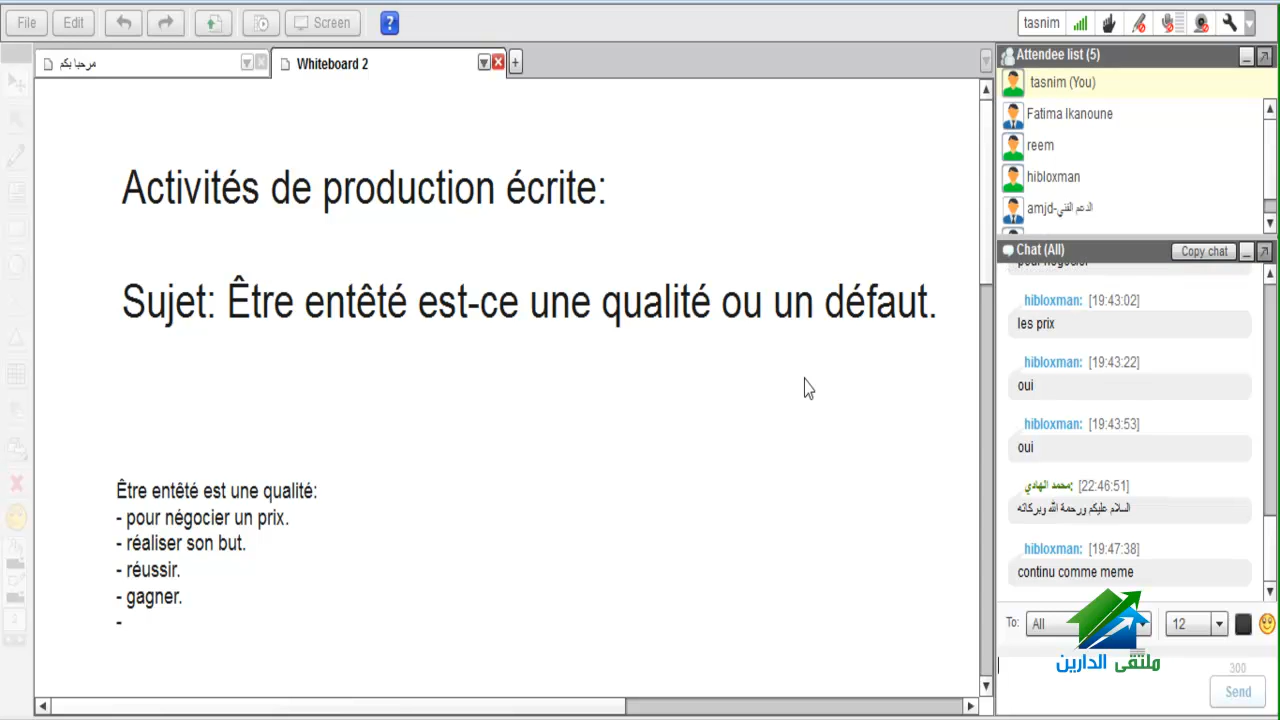 File
Edit
Screen
?
tasnim
مرحبا بكم
Whiteboard 2
+
Activités de production écrite:
Sujet: Être entêté est-ce une qualité ou un défaut.
Être entêté est une qualité:
- pour négocier un prix.
- réaliser son but.
- réussir.
- gagner.
-
Attendee list (5)
tasnim (You)
Fatima Ikanoune
reem
hibloxman
amjd-الدعم الفني
Chat (All)
Copy chat
pour négocier
hibloxman: [19:43:02]
les prix
hibloxman: [19:43:22]
oui
hibloxman: [19:43:53]
oui
محمد الهادي: [22:46:51]
السلام عليكم ورحمة الله وبركاته
hibloxman: [19:47:38]
continu comme meme
To:
All
12
ملتقى الدارين
300
Send